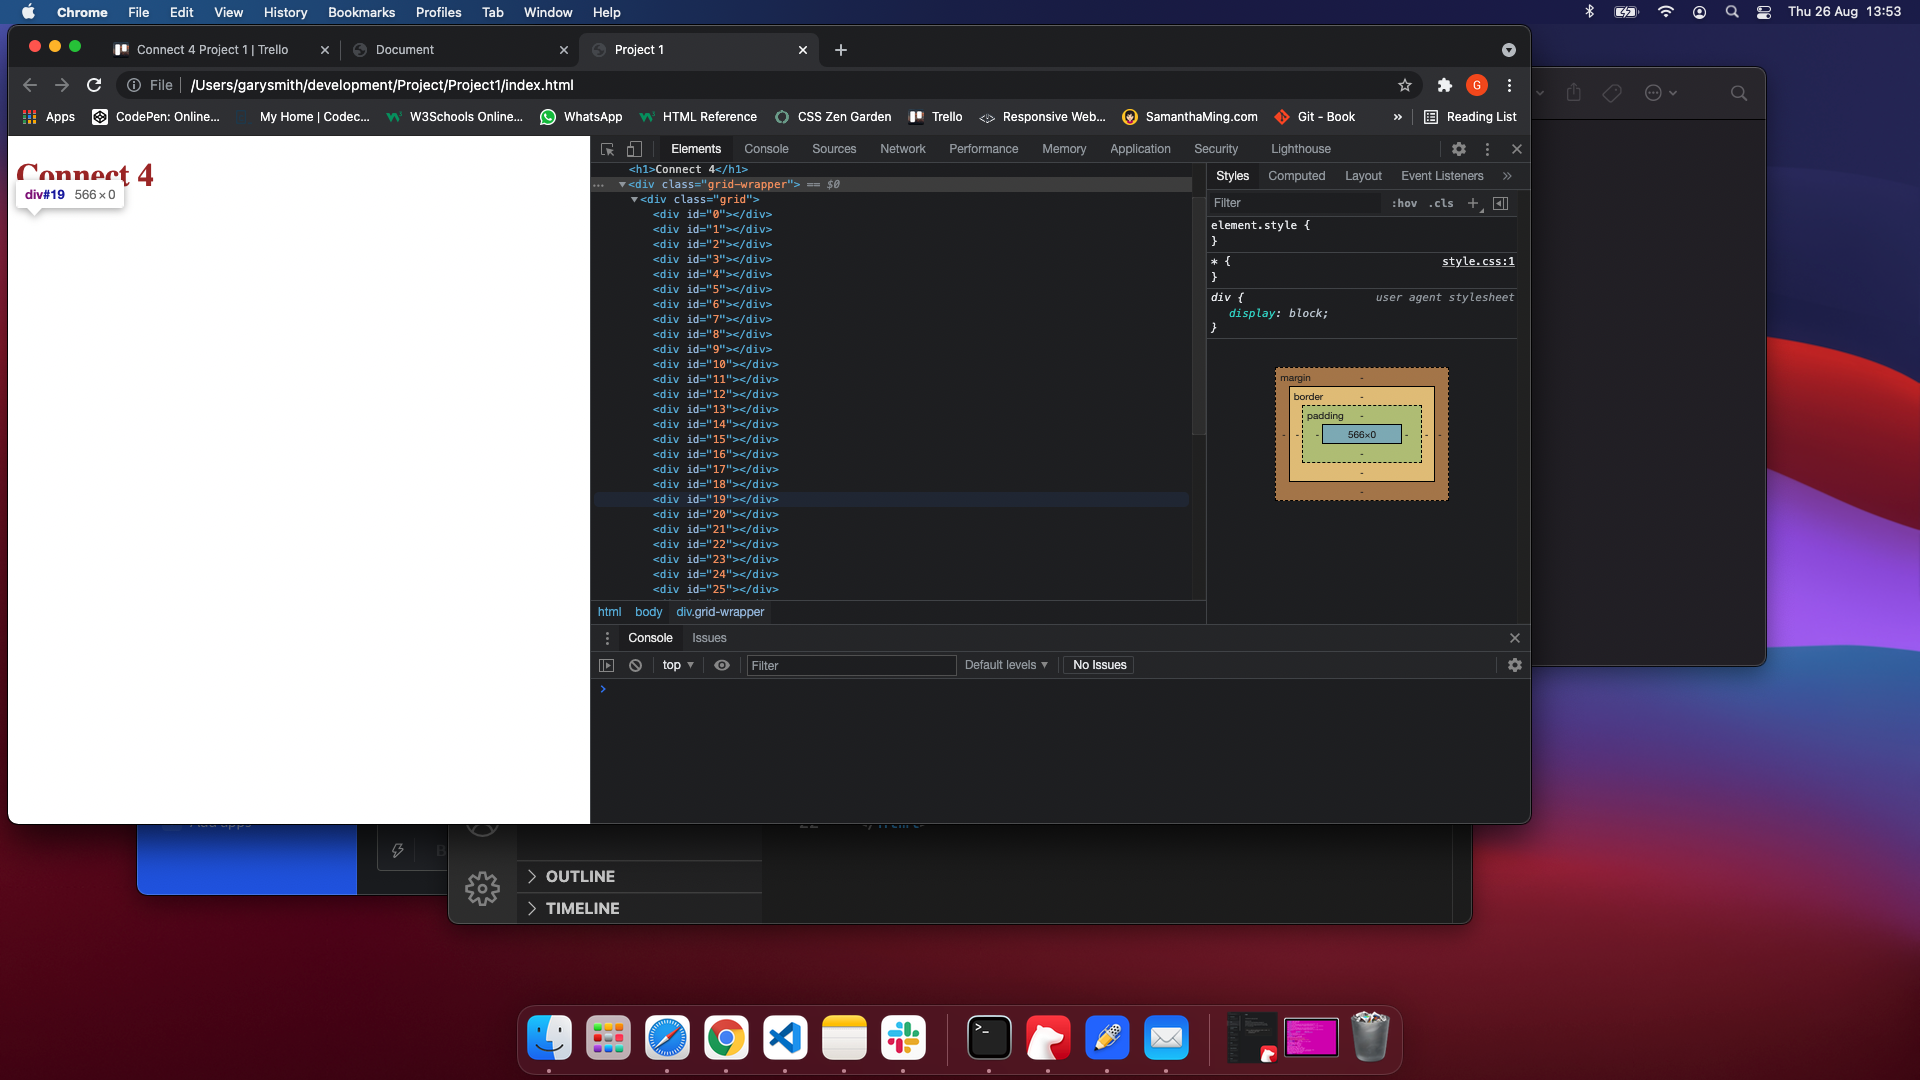 Chrome File Edit View History Bookmarks Profiles Tab Window Help Thu 26 Aug 13:53
Connect 4 Project 1 | Trello Document Project 1
File /Users/garysmith/development/Project/Project1/index.html G
Apps CodePen: Online... My Home | Codec... W3Schools Online... WhatsApp HTML Reference CSS Zen Garden Trello Responsive Web... SamanthaMing.com Git - Book » Reading List
Connect 4
div#19 566 × 0
Elements Console Sources Network Performance Memory Application Security Lighthouse
<h1>Connect 4</h1>
<div class="grid-wrapper"> == $0
<div class="grid">
<div id="0"></div>
<div id="1"></div>
<div id="2"></div>
<div id="3"></div>
<div id="4"></div>
<div id="5"></div>
<div id="6"></div>
<div id="7"></div>
<div id="8"></div>
<div id="9"></div>
<div id="10"></div>
<div id="11"></div>
<div id="12"></div>
<div id="13"></div>
<div id="14"></div>
<div id="15"></div>
<div id="16"></div>
<div id="17"></div>
<div id="18"></div>
<div id="19"></div>
<div id="20"></div>
<div id="21"></div>
<div id="22"></div>
<div id="23"></div>
<div id="24"></div>
<div id="25"></div>
html body div.grid-wrapper
Styles Computed Layout Event Listeners »
Filter :hov .cls +
element.style {
}
* { style.css:1
}
div { user agent stylesheet
display: block;
}
margin -
border -
padding -
- - - 566×0 - - -
-
-
-
Console Issues
top Filter Default levels No Issues
>
OUTLINE
TIMELINE